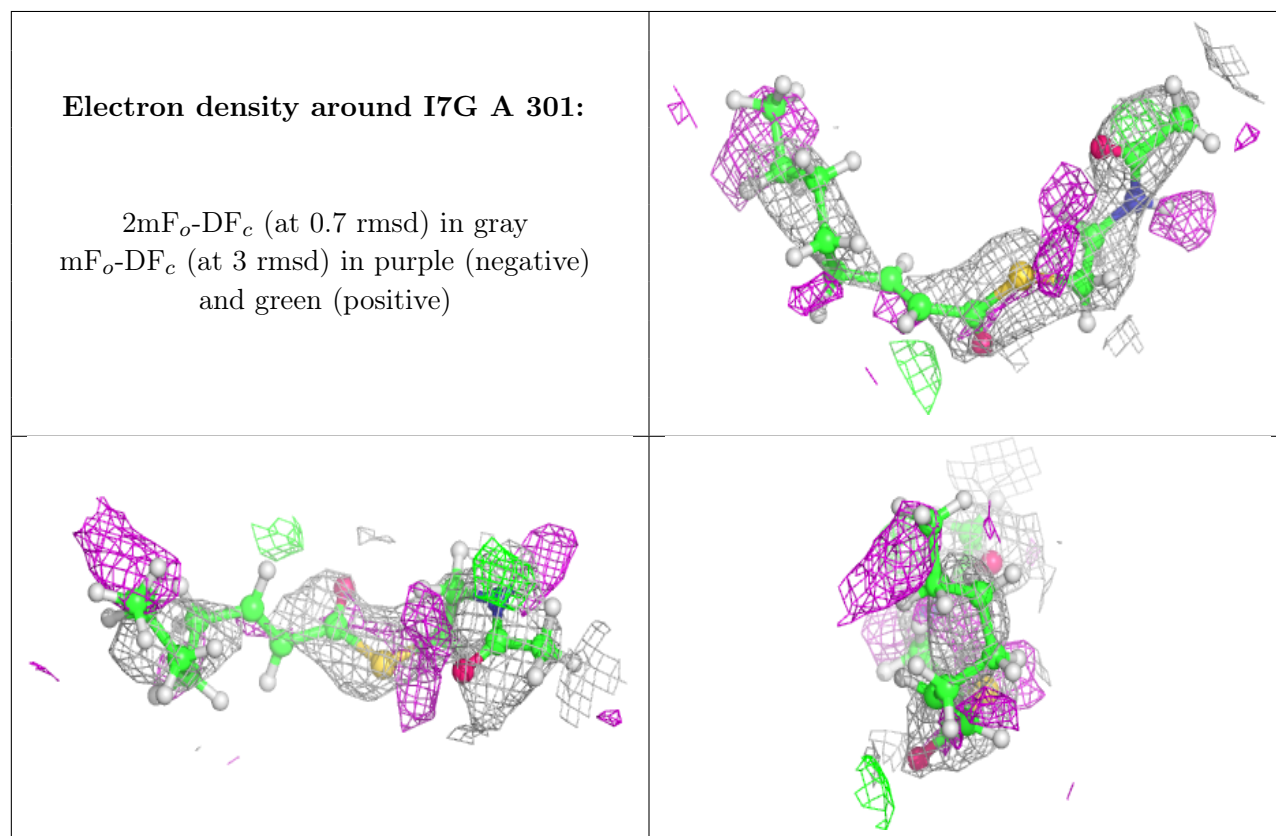 Electron density around I7G A 301:
2mFo-DFc (at 0.7 rmsd) in gray
mFo-DFc (at 3 rmsd) in purple (negative)
and green (positive)